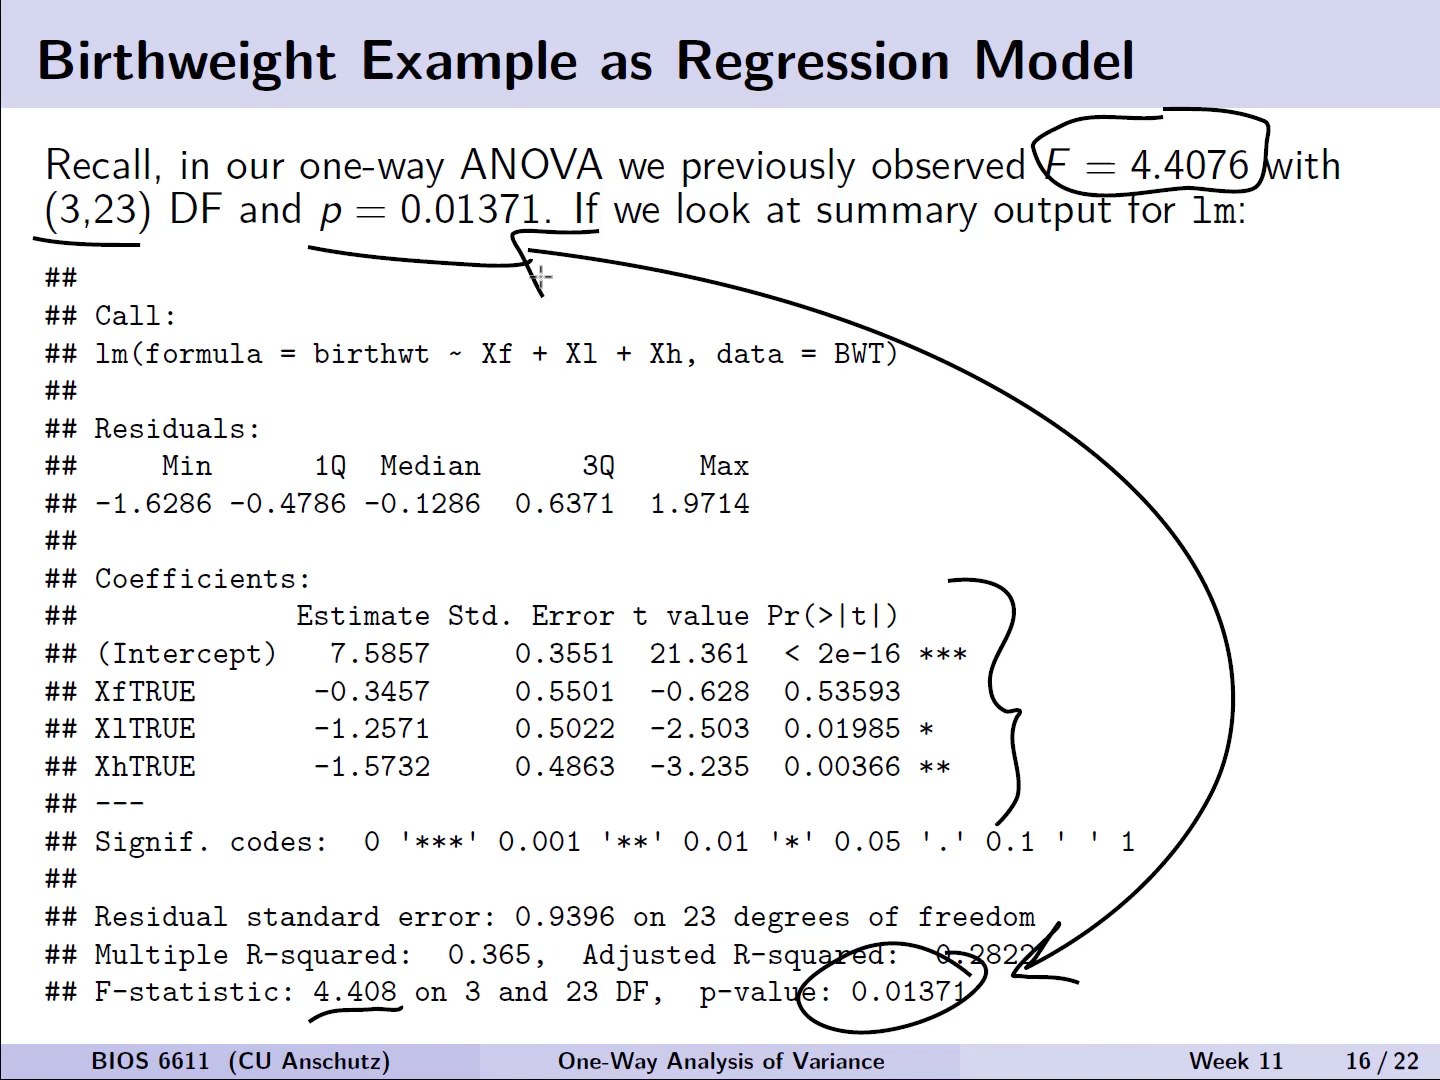 Birthweight Example as Regression Model
Recall, in our one-way ANOVA we previously observed F = 4.4076 with
(3,23) DF and p = 0.01371. If we look at summary output for lm:
##
## Call:
## lm(formula = birthwt ~ Xf + Xl + Xh, data = BWT)
##
## Residuals:
##     Min      1Q  Median      3Q     Max
## -1.6286 -0.4786 -0.1286  0.6371  1.9714
##
## Coefficients:
##             Estimate Std. Error t value Pr(>|t|)
## (Intercept)   7.5857     0.3551  21.361  < 2e-16 ***
## XfTRUE       -0.3457     0.5501  -0.628  0.53593
## XlTRUE       -1.2571     0.5022  -2.503  0.01985 *
## XhTRUE       -1.5732     0.4863  -3.235  0.00366 **
## ---
## Signif. codes:  0 '***' 0.001 '**' 0.01 '*' 0.05 '.' 0.1 ' ' 1
##
## Residual standard error: 0.9396 on 23 degrees of freedom
## Multiple R-squared:  0.365,  Adjusted R-squared:  0.2822
## F-statistic: 4.408 on 3 and 23 DF,  p-value: 0.01371
BIOS 6611 (CU Anschutz) One-Way Analysis of Variance Week 11 16 / 22